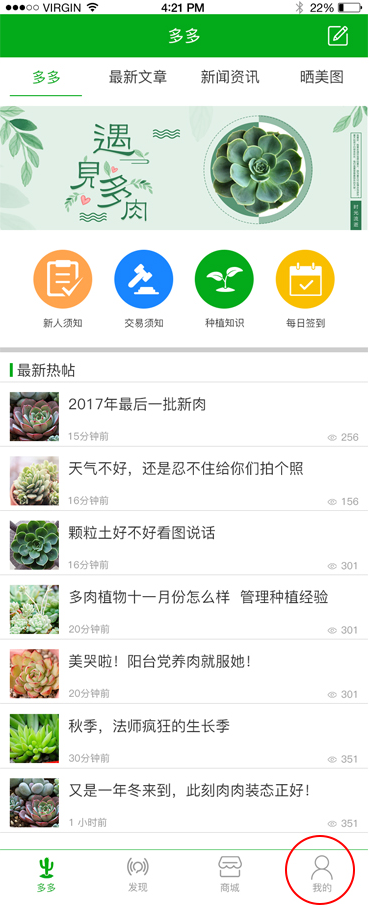 VIRGIN 4:21 PM 22%
多多
多多 最新文章 新闻资讯 晒美图
遇
見多
肉
时光流苦
新人须知 交易须知 种植知识 每日签到
最新热帖
2017年最后一批新肉
15分钟前 256
天气不好，还是忍不住给你们拍个照
16分钟前 156
颗粒土好不好看图说话
16分钟前 301
多肉植物十一月份怎么样 管理种植经验
20分钟前 301
美哭啦！阳台党养肉就服她！
20分钟前 301
秋季，法师疯狂的生长季
30分钟前 351
又是一年冬来到，此刻肉肉装态正好！
1 小时前 351
多多 发现 商城 我的